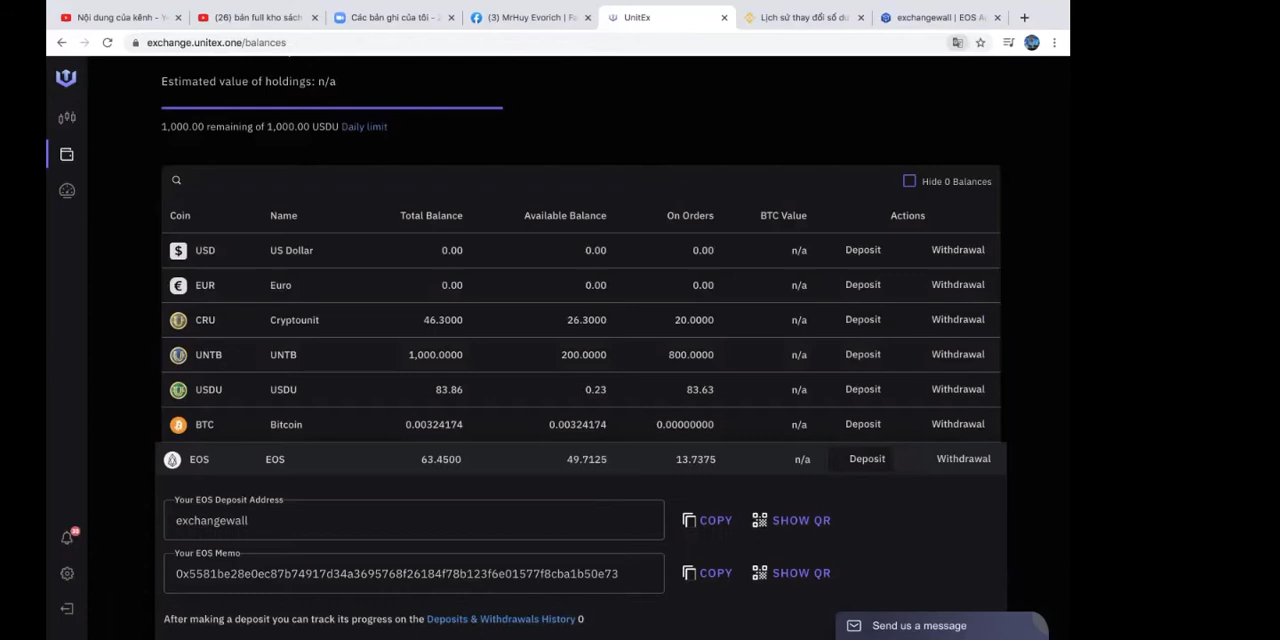 Nội dung của kênh - Y
(26) bản full kho sách
Các bản ghi của tôi - Z
(3) MrHuy Evorich | Fa
UnitEx
Lịch sử thay đổi số dư
exchangewall | EOS A
exchange.unitex.one/balances
Estimated value of holdings: n/a
1,000.00 remaining of 1,000.00 USDU Daily limit
Hide 0 Balances
Coin Name Total Balance Available Balance On Orders BTC Value Actions
$ USD US Dollar 0.00 0.00 0.00 n/a Deposit Withdrawal
€ EUR Euro 0.00 0.00 0.00 n/a Deposit Withdrawal
CRU Cryptounit 46.3000 26.3000 20.0000 n/a Deposit Withdrawal
UNTB UNTB 1,000.0000 200.0000 800.0000 n/a Deposit Withdrawal
USDU USDU 83.86 0.23 83.63 n/a Deposit Withdrawal
BTC Bitcoin 0.00324174 0.00324174 0.00000000 n/a Deposit Withdrawal
EOS EOS 63.4500 49.7125 13.7375 n/a Deposit Withdrawal
Your EOS Deposit Address
exchangewall COPY SHOW QR
Your EOS Memo
0x5581be28e0ec87b74917d34a3695768f26184f78b123f6e01577f8cba1b50e73 COPY SHOW QR
After making a deposit you can track its progress on the Deposits & Withdrawals History 0
Send us a message